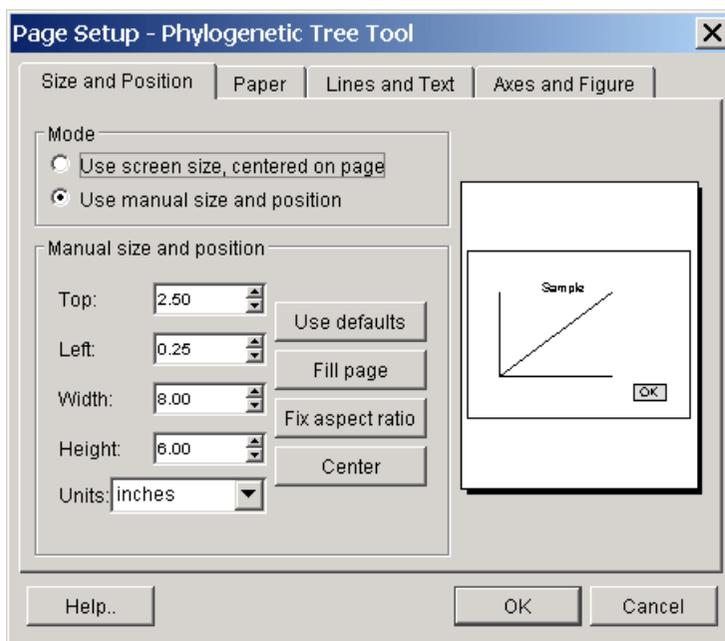 Page Setup - Phylogenetic Tree Tool
Size and Position Paper Lines and Text Axes and Figure
Mode
Use screen size, centered on page
Use manual size and position
Manual size and position
Top: 2.50
Left: 0.25
Width: 8.00
Height: 6.00
Units: inches
Use defaults
Fill page
Fix aspect ratio
Center
Sample
OK
Help..
OK Cancel